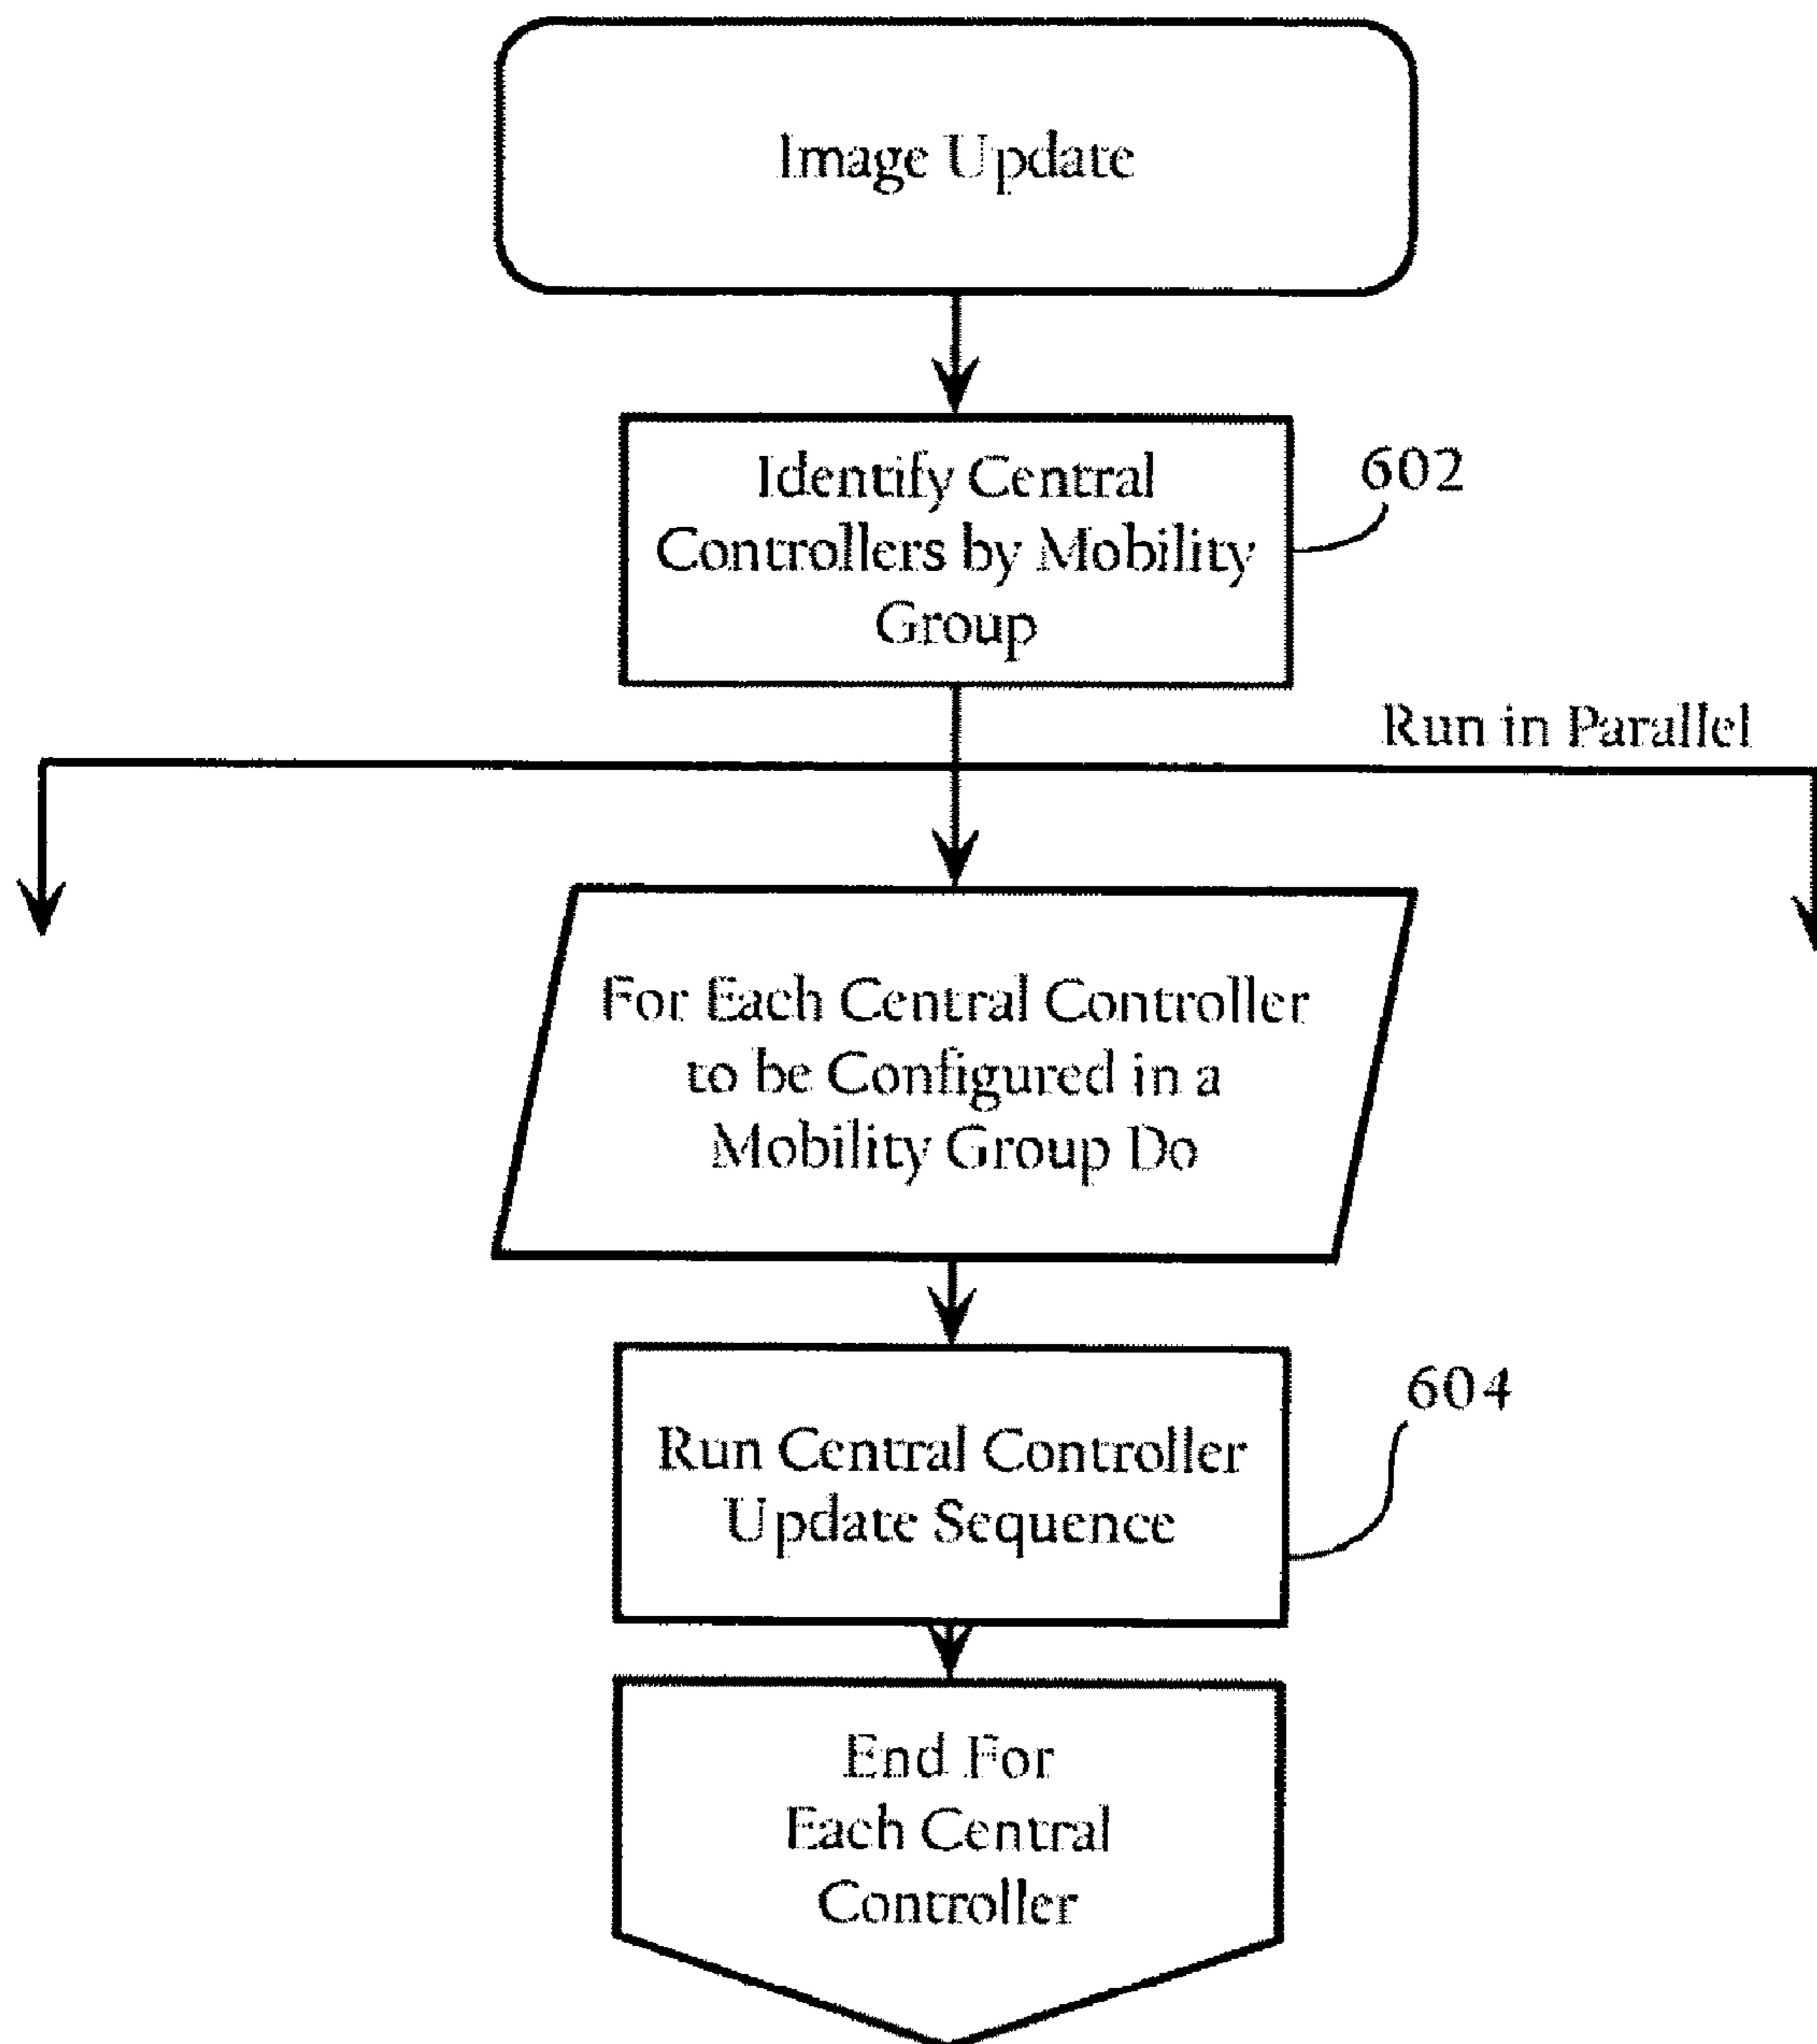 Image Update
Identify Central
Controllers by Mobility
Group
602
Run in Parallel
For Each Central Controller
to be Configured in a
Mobility Group Do
Run Central Controller
Update Sequence
604
End For
Each Central
Controller